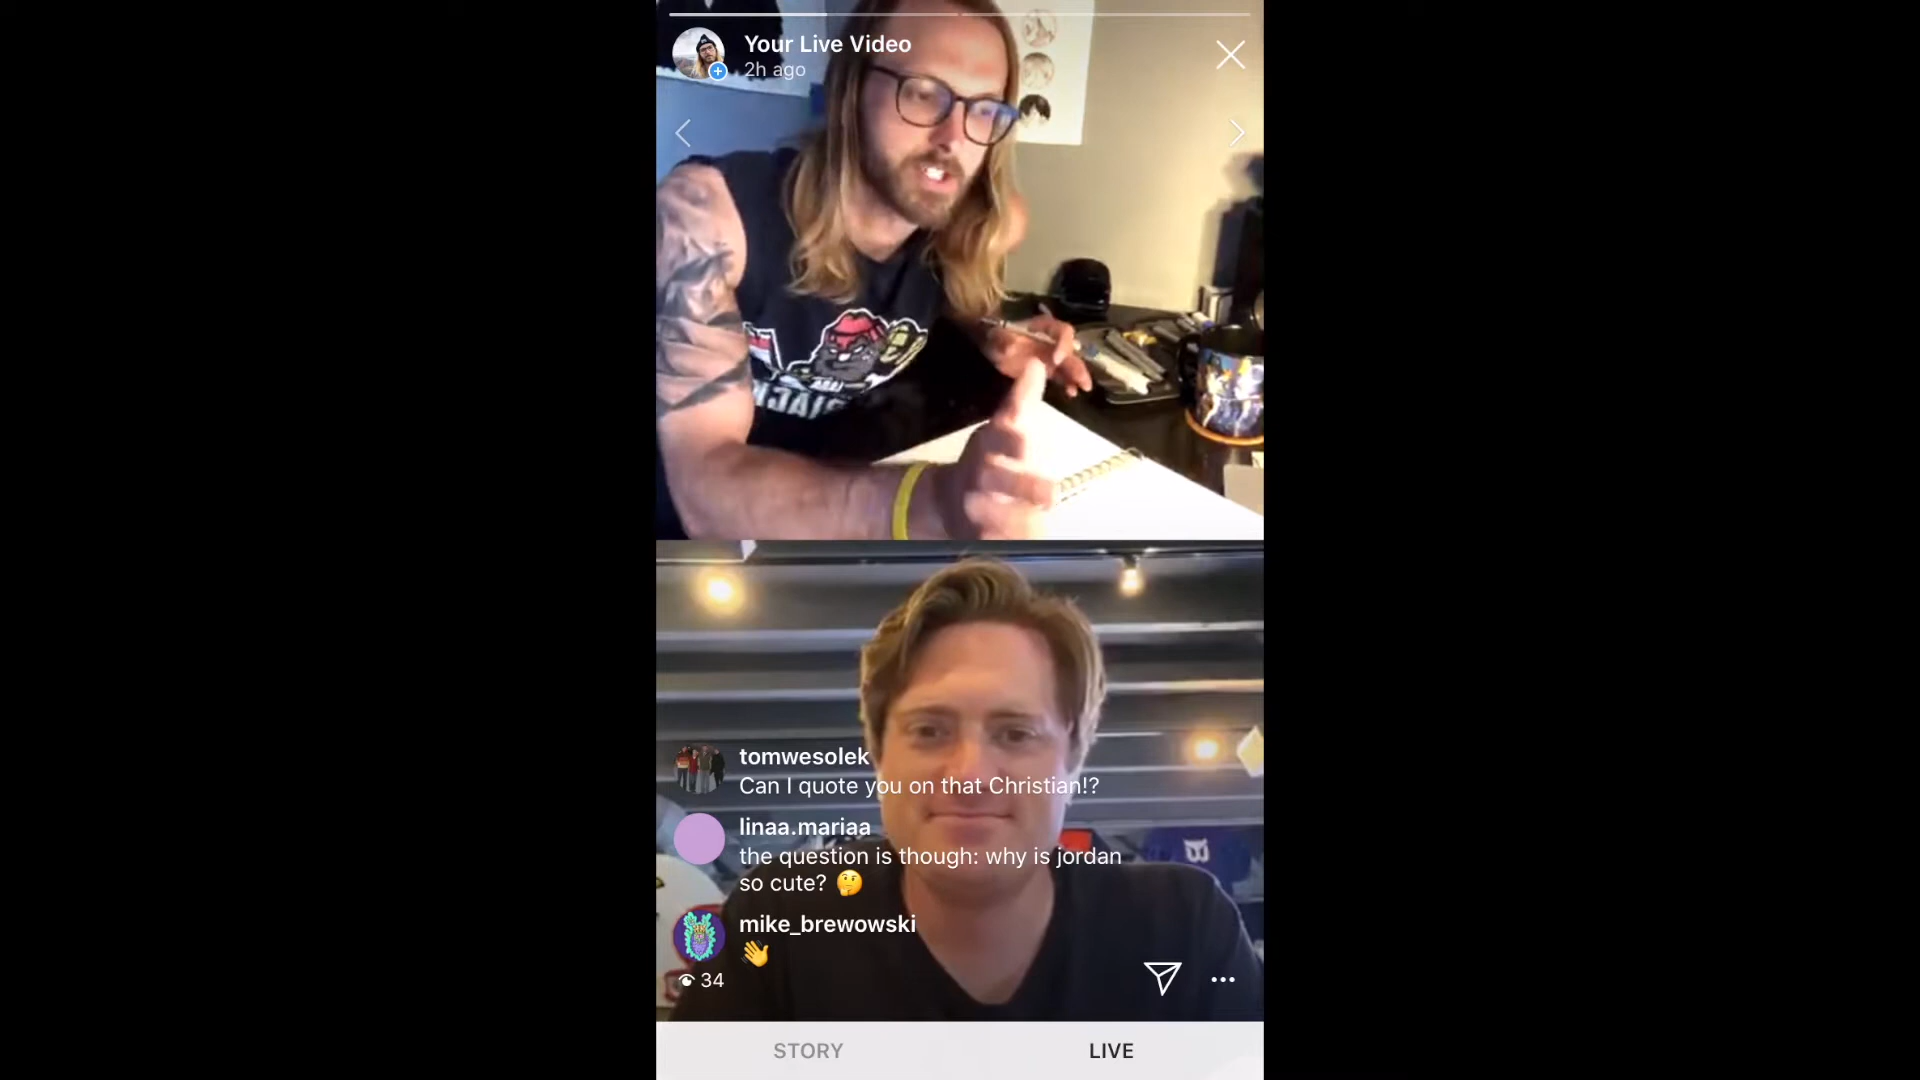 Your Live Video
2h ago
tomwesolek
Can I quote you on that Christian!?
linaa.mariaa
the question is though: why is jordan
so cute? 🤔
mike_brewowski
👋
34
STORY
LIVE